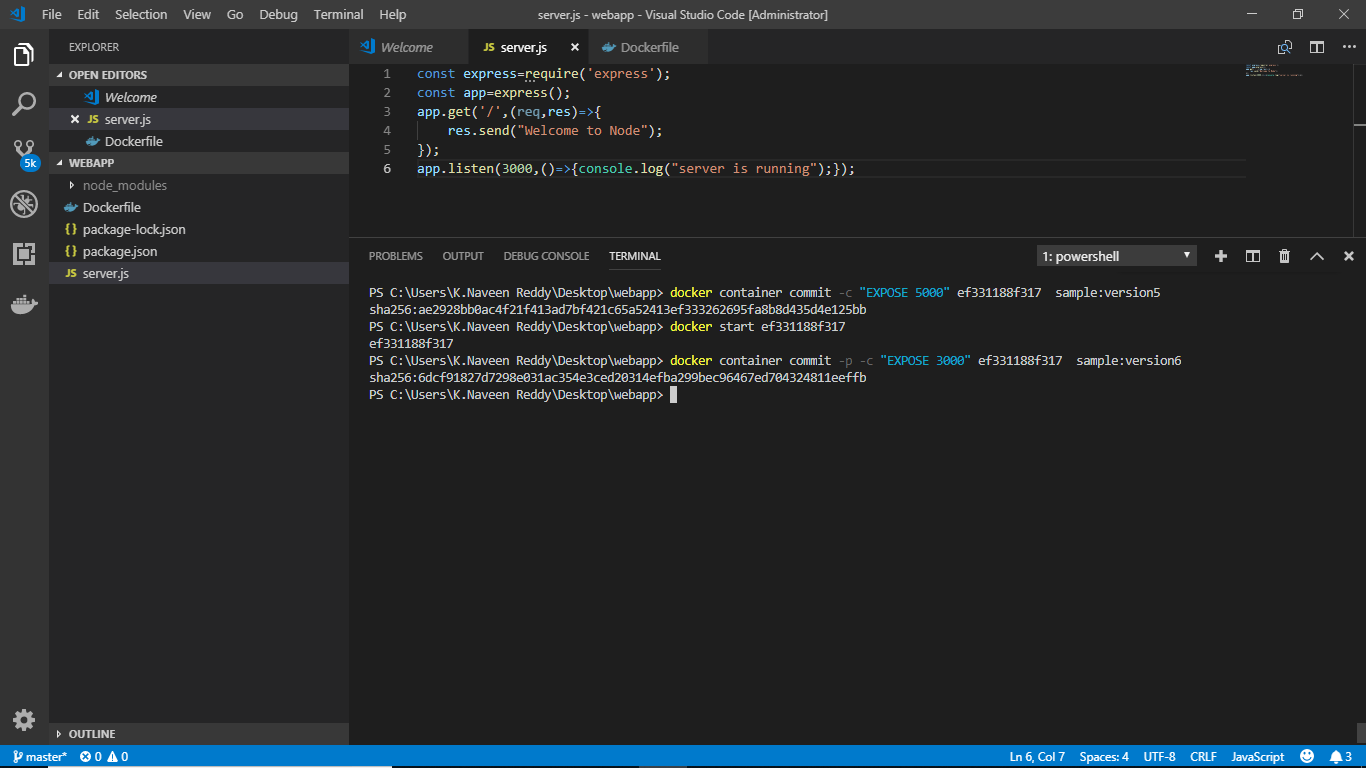 File Edit Selection View Go Debug Terminal Help server.js - webapp - Visual Studio Code [Administrator]
EXPLORER
OPEN EDITORS
Welcome
JS server.js
Dockerfile
WEBAPP
node_modules
Dockerfile
{} package-lock.json
{} package.json
JS server.js
OUTLINE
5k
Welcome JS server.js Dockerfile
1 const express=require('express');
2 const app=express();
3 app.get('/',(req,res)=>{
4 res.send("Welcome to Node");
5 });
6 app.listen(3000,()=>{console.log("server is running");});
PROBLEMS OUTPUT DEBUG CONSOLE TERMINAL 1: powershell
PS C:\Users\K.Naveen Reddy\Desktop\webapp> docker container commit -c "EXPOSE 5000" ef331188f317  sample:version5
sha256:ae2928bb0ac4f21f413ad7bf421c65a52413ef333262695fa8b8d435d4e125bb
PS C:\Users\K.Naveen Reddy\Desktop\webapp> docker start ef331188f317
ef331188f317
PS C:\Users\K.Naveen Reddy\Desktop\webapp> docker container commit -p -c "EXPOSE 3000" ef331188f317  sample:version6
sha256:6dcf91827d7298e031ac354e3ced20314efba299bec96467ed704324811eeffb
PS C:\Users\K.Naveen Reddy\Desktop\webapp>
master* 0 0 Ln 6, Col 7 Spaces: 4 UTF-8 CRLF JavaScript 3